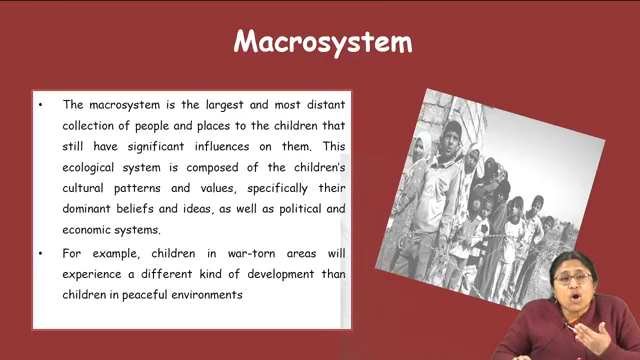 Macrosystem
• The macrosystem is the largest and most distant
collection of people and places to the children that
still have significant influences on them. This
ecological system is composed of the children's
cultural patterns and values, specifically their
dominant beliefs and ideas, as well as political and
economic systems.
• For example, children in war-torn areas will
experience a different kind of development than
children in peaceful environments